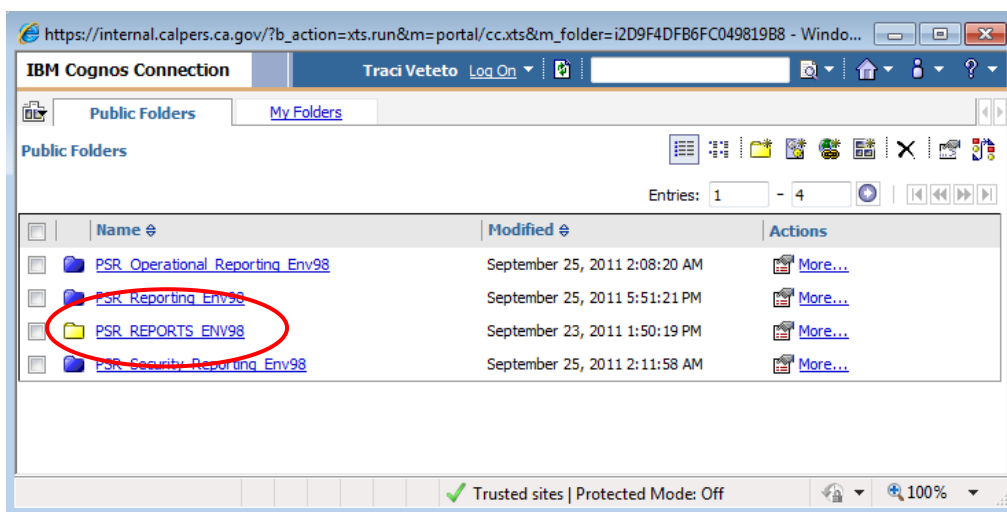 https://internal.calpers.ca.gov/?b_action=xts.run&m=portal/cc.xts&m_folder=i2D9F4DFB6FC049819B8 - Windo...
IBM Cognos Connection Traci Veteto Log On
Public Folders My Folders
Public Folders
Entries: 1 - 4
Name Modified Actions
PSR_Operational_Reporting_Env98 September 25, 2011 2:08:20 AM More...
PSR_Reporting_Env98 September 25, 2011 5:51:21 PM More...
PSR_REPORTS_ENV98 September 23, 2011 1:50:19 PM More...
PSR_Security_Reporting_Env98 September 25, 2011 2:11:58 AM More...
Trusted sites | Protected Mode: Off 100%